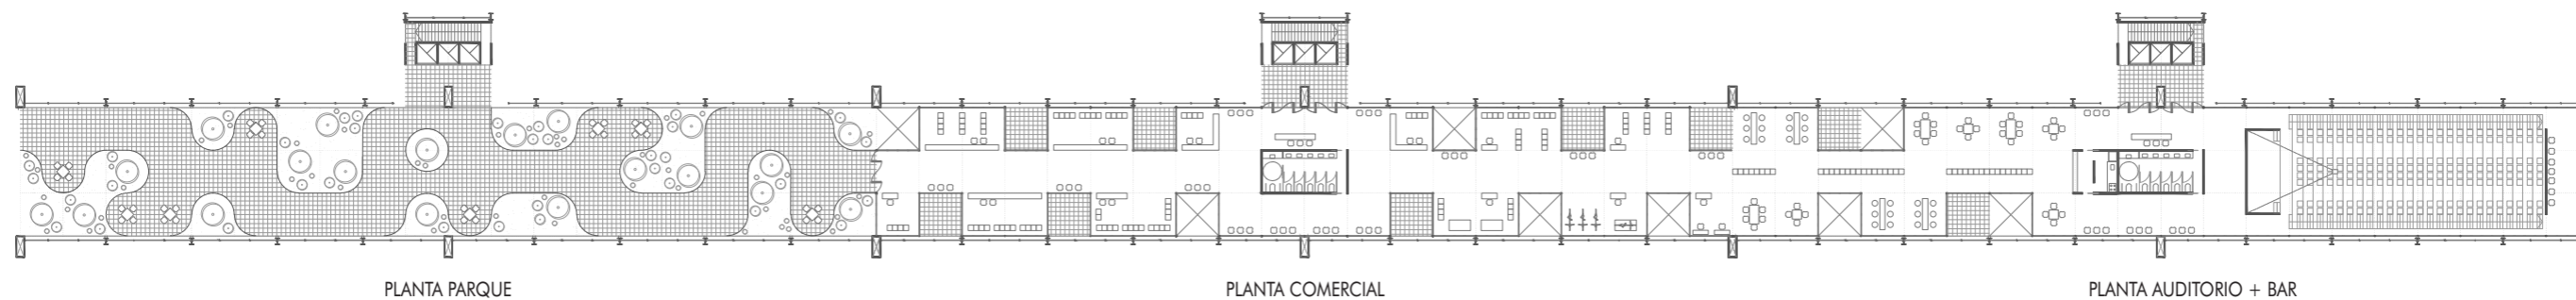 PLANTA PARQUE
PLANTA COMERCIAL
PLANTA AUDITORIO + BAR